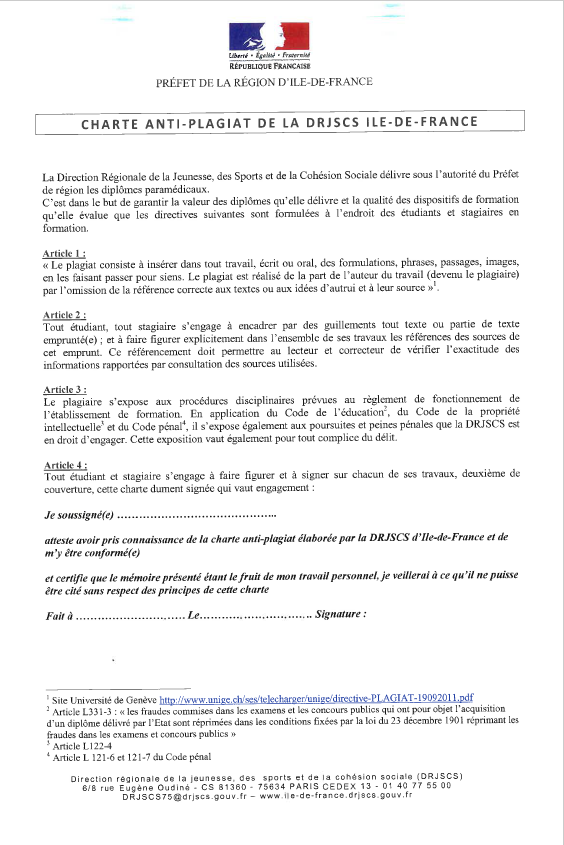 Liberté • Égalité • Fraternité
RÉPUBLIQUE FRANÇAISE
PRÉFET DE LA RÉGION D'ILE-DE-FRANCE
CHARTE ANTI-PLAGIAT DE LA DRJSCS ILE-DE-FRANCE
La Direction Régionale de la Jeunesse, des Sports et de la Cohésion Sociale délivre sous l'autorité du Préfet
de région les diplômes paramédicaux.
C'est dans le but de garantir la valeur des diplômes qu'elle délivre et la qualité des dispositifs de formation
qu'elle évalue que les directives suivantes sont formulées à l'endroit des étudiants et stagiaires en
formation.
Article 1 :
« Le plagiat consiste à insérer dans tout travail, écrit ou oral, des formulations, phrases, passages, images,
en les faisant passer pour siens. Le plagiat est réalisé de la part de l'auteur du travail (devenu le plagiaire)
par l'omission de la référence correcte aux textes ou aux idées d'autrui et à leur source »1.
Article 2 :
Tout étudiant, tout stagiaire s'engage à encadrer par des guillements tout texte ou partie de texte
emprunté(e) ; et à faire figurer explicitement dans l'ensemble de ses travaux les références des sources de
cet emprunt. Ce référencement doit permettre au lecteur et correcteur de vérifier l'exactitude des
informations rapportées par consultation des sources utilisées.
Article 3 :
Le plagiaire s'expose aux procédures disciplinaires prévues au règlement de fonctionnement de
l'établissement de formation. En application du Code de l'éducation2, du Code de la propriété
intellectuelle3 et du Code pénal4, il s'expose également aux poursuites et peines pénales que la DRJSCS est
en droit d'engager. Cette exposition vaut également pour tout complice du délit.
Article 4 :
Tout étudiant et stagiaire s'engage à faire figurer et à signer sur chacun de ses travaux, deuxième de
couverture, cette charte dument signée qui vaut engagement :
Je soussigné(e) ……………………………………..
atteste avoir pris connaissance de la charte anti-plagiat élaborée par la DRJSCS d'Ile-de-France et de
m'y être conformé(e)
et certifie que le mémoire présenté étant le fruit de mon travail personnel, je veillerai à ce qu'il ne puisse
être cité sans respect des principes de cette charte
Fait à ………………………… Le………………………….. Signature :
1 Site Université de Genève http://www.unige.ch/ses/telecharger/unige/directive-PLAGIAT-19092011.pdf
2 Article L331-3 : « les fraudes commises dans les examens et les concours publics qui ont pour objet l'acquisition
d'un diplôme délivré par l'Etat sont réprimées dans les conditions fixées par la loi du 23 décembre 1901 réprimant les
fraudes dans les examens et concours publics »
3 Article L122-4
4 Article L 121-6 et 121-7 du Code pénal
Direction régionale de la jeunesse, des sports et de la cohésion sociale (DRJSCS)
6/8 rue Eugène Oudiné - CS 81360 - 75634 PARIS CEDEX 13 - 01 40 77 55 00
DRJSCS75@drjscs.gouv.fr – www.ile-de-france.drjscs.gouv.fr